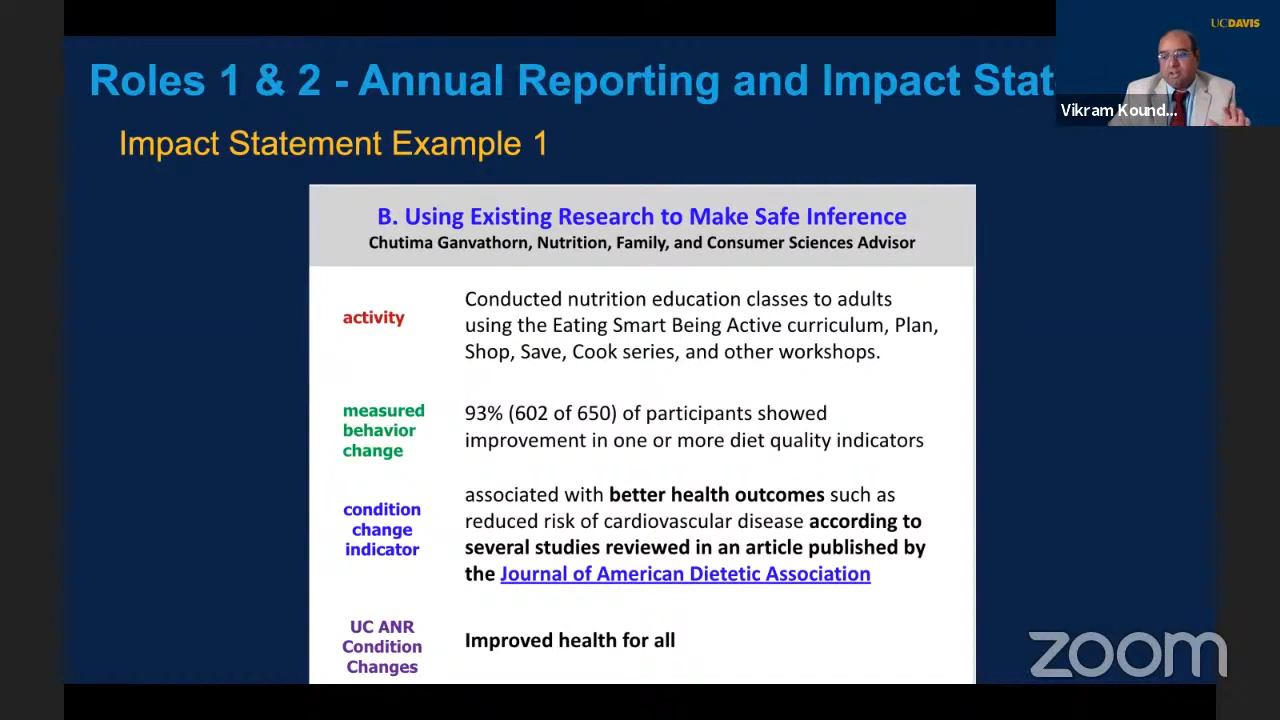 UCDAVIS
Roles 1 & 2 - Annual Reporting and Impact Stat
Vikram Kound...
Impact Statement Example 1
B. Using Existing Research to Make Safe Inference
Chutima Ganvathorn, Nutrition, Family, and Consumer Sciences Advisor
activity
Conducted nutrition education classes to adults
using the Eating Smart Being Active curriculum, Plan,
Shop, Save, Cook series, and other workshops.
measured
behavior
change
93% (602 of 650) of participants showed
improvement in one or more diet quality indicators
condition
change
indicator
associated with better health outcomes such as
reduced risk of cardiovascular disease according to
several studies reviewed in an article published by
the Journal of American Dietetic Association
UC ANR
Condition
Changes
Improved health for all
zoom